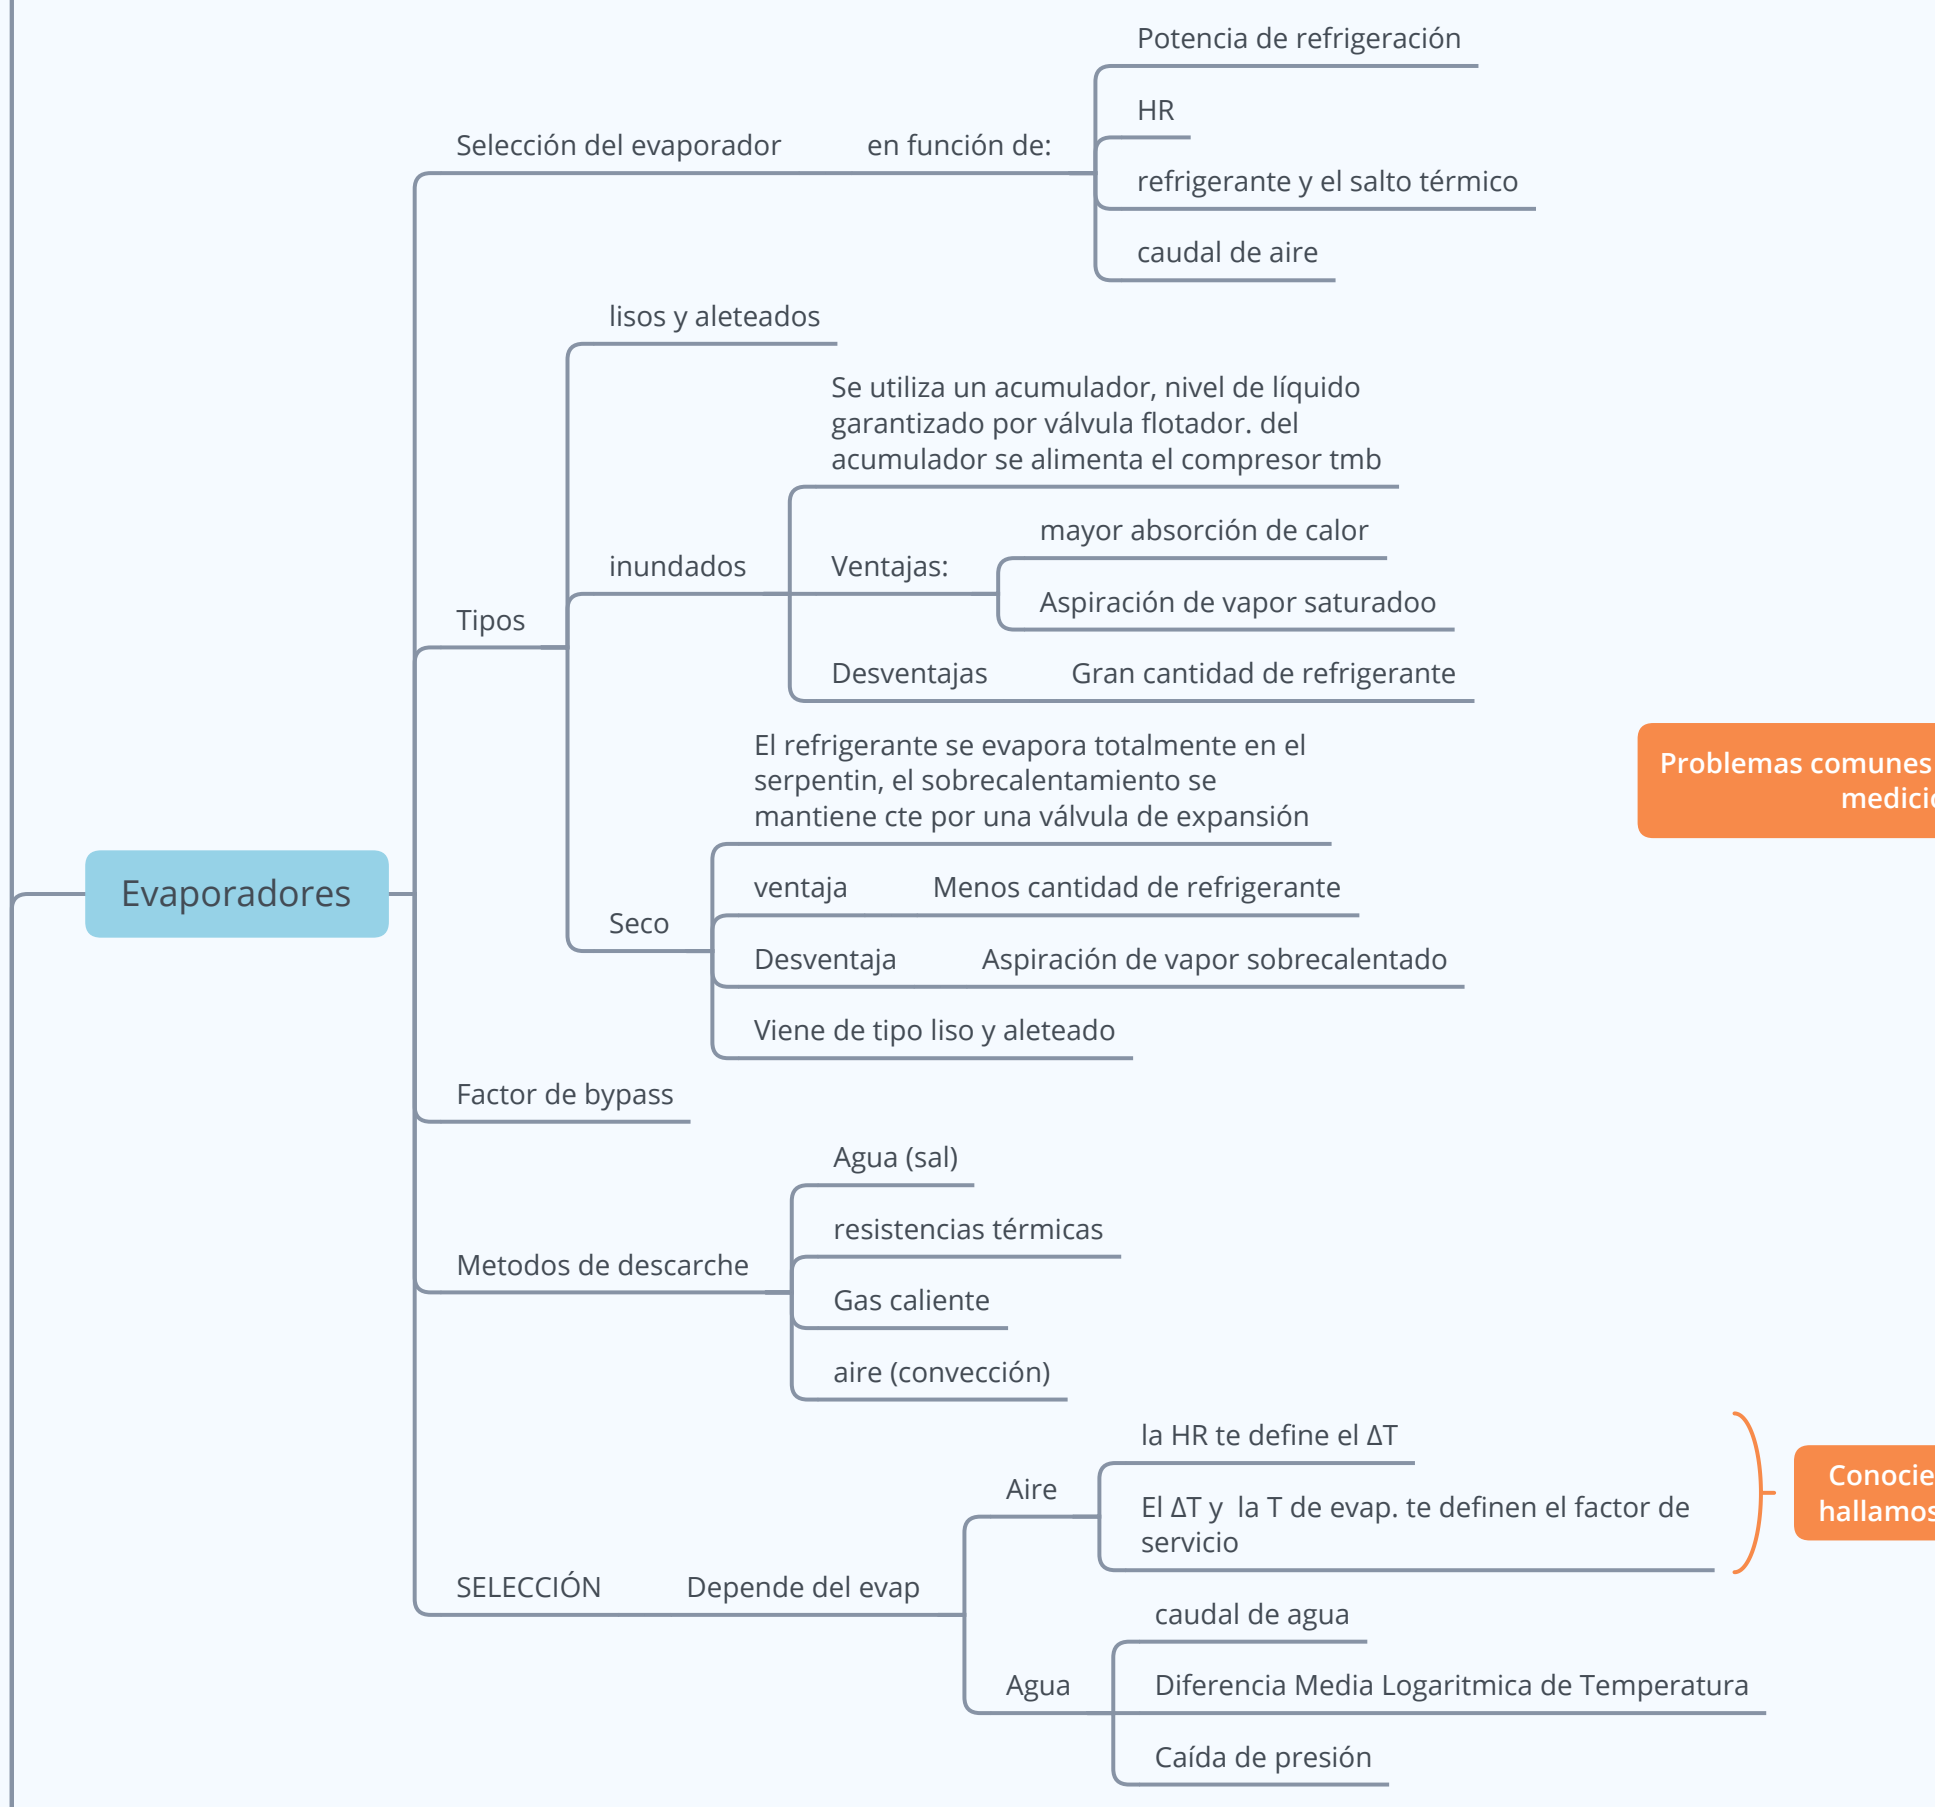 Potencia de refrigeración
HR
Selección del evaporador en función de:
refrigerante y el salto térmico
caudal de aire
lisos y aleteados
Se utiliza un acumulador, nivel de líquido
garantizado por válvula flotador. del
acumulador se alimenta el compresor tmb
mayor absorción de calor
inundados Ventajas:
Aspiración de vapor saturadoo
Tipos
Desventajas Gran cantidad de refrigerante
El refrigerante se evapora totalmente en el
serpentin, el sobrecalentamiento se
mantiene cte por una válvula de expansión
Problemas comunes
Evaporadores
ventaja Menos cantidad de refrigerante
Seco
Desventaja Aspiración de vapor sobrecalentado
Viene de tipo liso y aleteado
Factor de bypass
Agua (sal)
resistencias térmicas
Metodos de descarche
Gas caliente
aire (convección)
la HR te define el ΔT
Aire
El ΔT y  la T de evap. te definen el factor de
servicio
hallamos
SELECCIÓN Depende del evap
caudal de agua
Agua Diferencia Media Logaritmica de Temperatura
Caída de presión